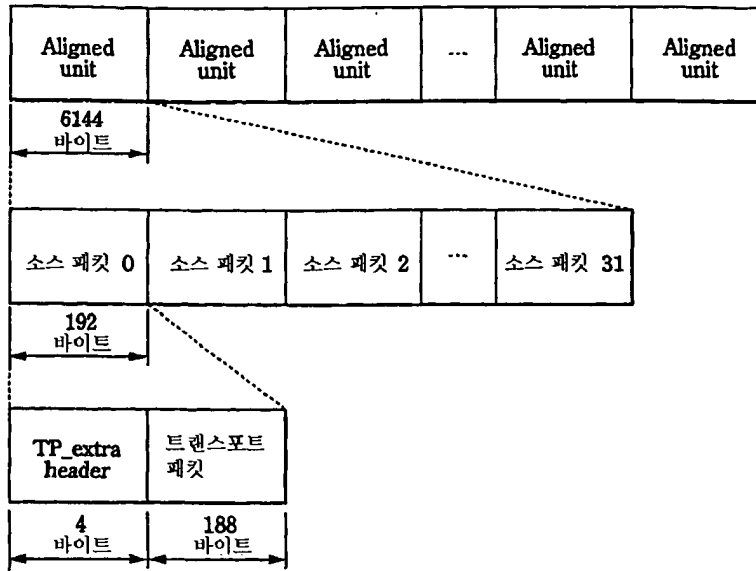 Aligned unit
Aligned unit
Aligned unit
...
Aligned unit
Aligned unit
6144
바이트
소스 패킷 0
소스 패킷 1
소스 패킷 2
...
소스 패킷 31
192
바이트
TP_extra
header
트랜스포트
패킷
4
바이트
188
바이트